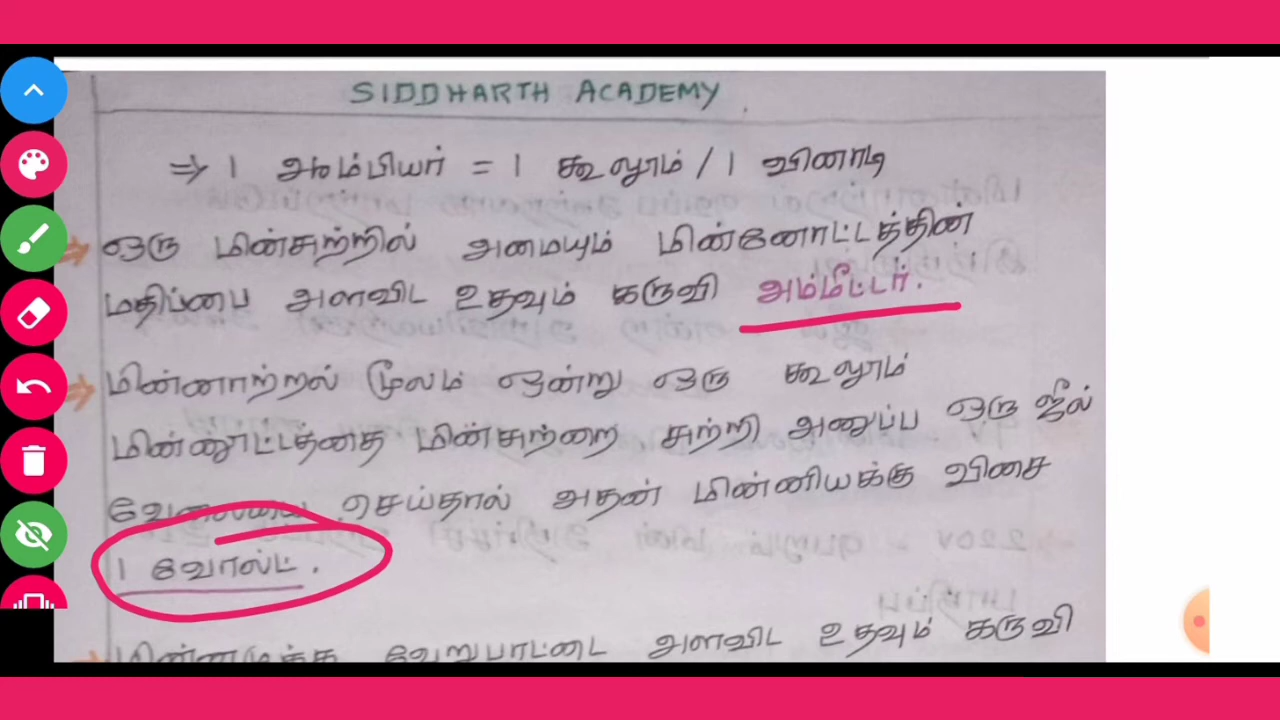 SIDDHARTH ACADEMY
⇒ 1 ஆம்பியர் = 1 கூலூம் / 1 வினாடி
ஒரு மின்சுற்றில் அமையும் மின்னோட்டத்தின்
மதிப்பை அளவிட உதவும் கருவி அம்மீட்டர்.
மின்னாற்றல் மூலம் ஒன்று ஒரு கூலூம்
மின்னூட்டத்தை மின்சுற்றை சுற்றி அனுப்ப ஒரு ஜீல்
வேலையை செய்தால் அதன் மின்னியக்கு விசை
1 வோல்ட்.
வேறுபாட்டை அளவிட உதவும் கருவி